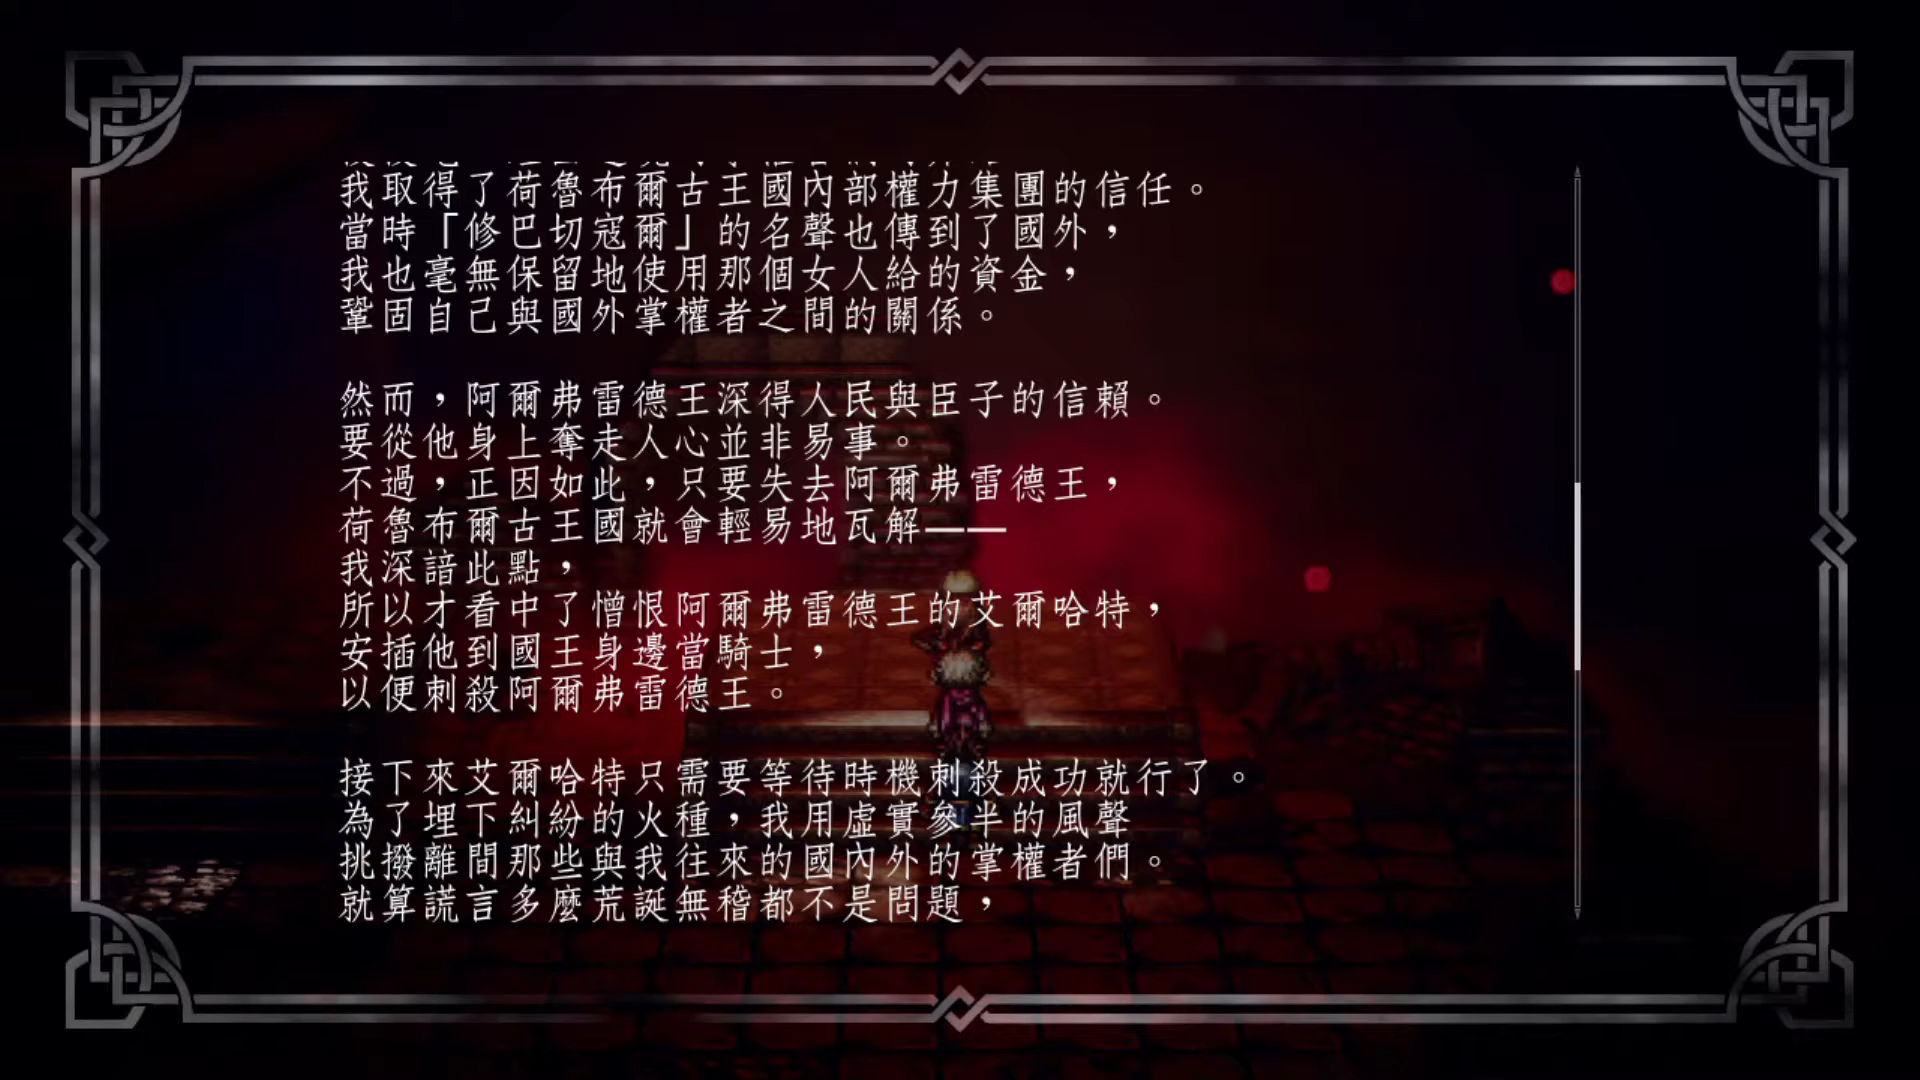 我取得了荷魯布爾古王國內部權力集團的信任。
當時「修巴切寇爾」的名聲也傳到了國外，
我也毫無保留地使用那個女人給的資金，
鞏固自己與國外掌權者之間的關係。
然而，阿爾弗雷德王深得人民與臣子的信賴。
要從他身上奪走人心並非易事。
不過，正因如此，只要失去阿爾弗雷德王，
荷魯布爾古王國就會輕易地瓦解——
我深諳此點，
所以才看中了憎恨阿爾弗雷德王的艾爾哈特，
安插他到國王身邊當騎士，
以便刺殺阿爾弗雷德王。
接下來艾爾哈特只需要等待時機刺殺成功就行了。
為了埋下糾紛的火種，我用虛實參半的風聲
挑撥離間那些與我往來的國內外的掌權者們。
就算謊言多麼荒誕無稽都不是問題，